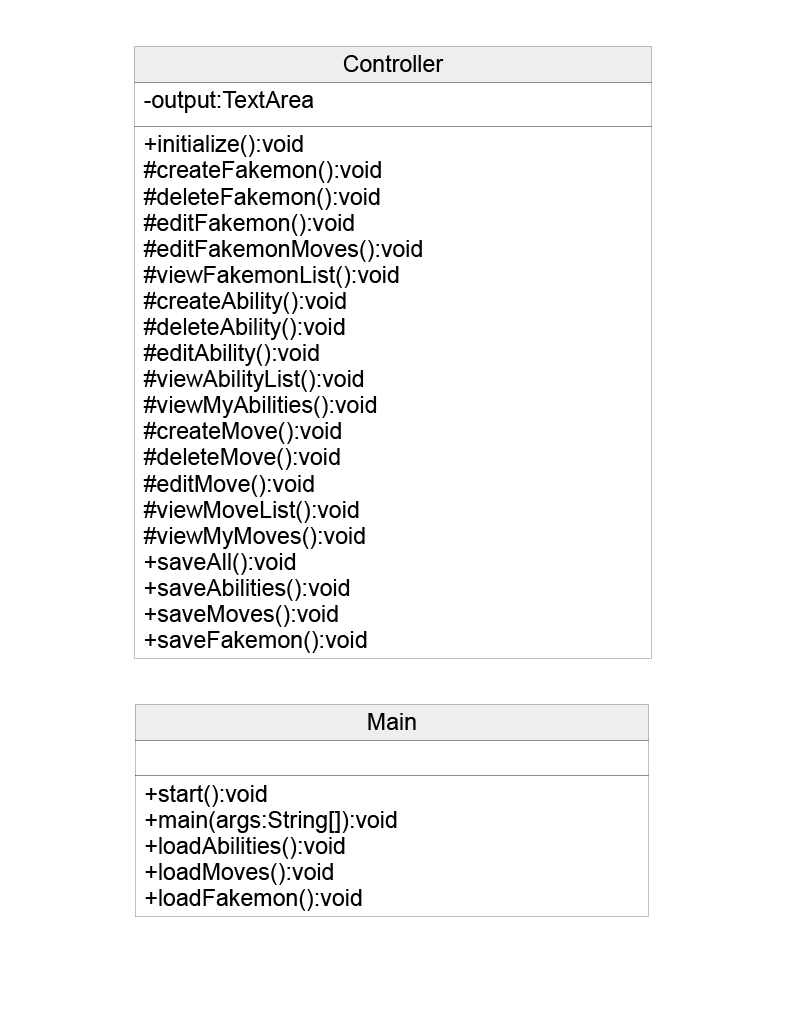 Controller
-output:TextArea
+initialize():void
#createFakemon():void
#deleteFakemon():void
#editFakemon():void
#editFakemonMoves():void
#viewFakemonList():void
#createAbility():void
#deleteAbility():void
#editAbility():void
#viewAbilityList():void
#viewMyAbilities():void
#createMove():void
#deleteMove():void
#editMove():void
#viewMoveList():void
#viewMyMoves():void
+saveAll():void
+saveAbilities():void
+saveMoves():void
+saveFakemon():void
Main
+start():void
+main(args:String[]):void
+loadAbilities():void
+loadMoves():void
+loadFakemon():void